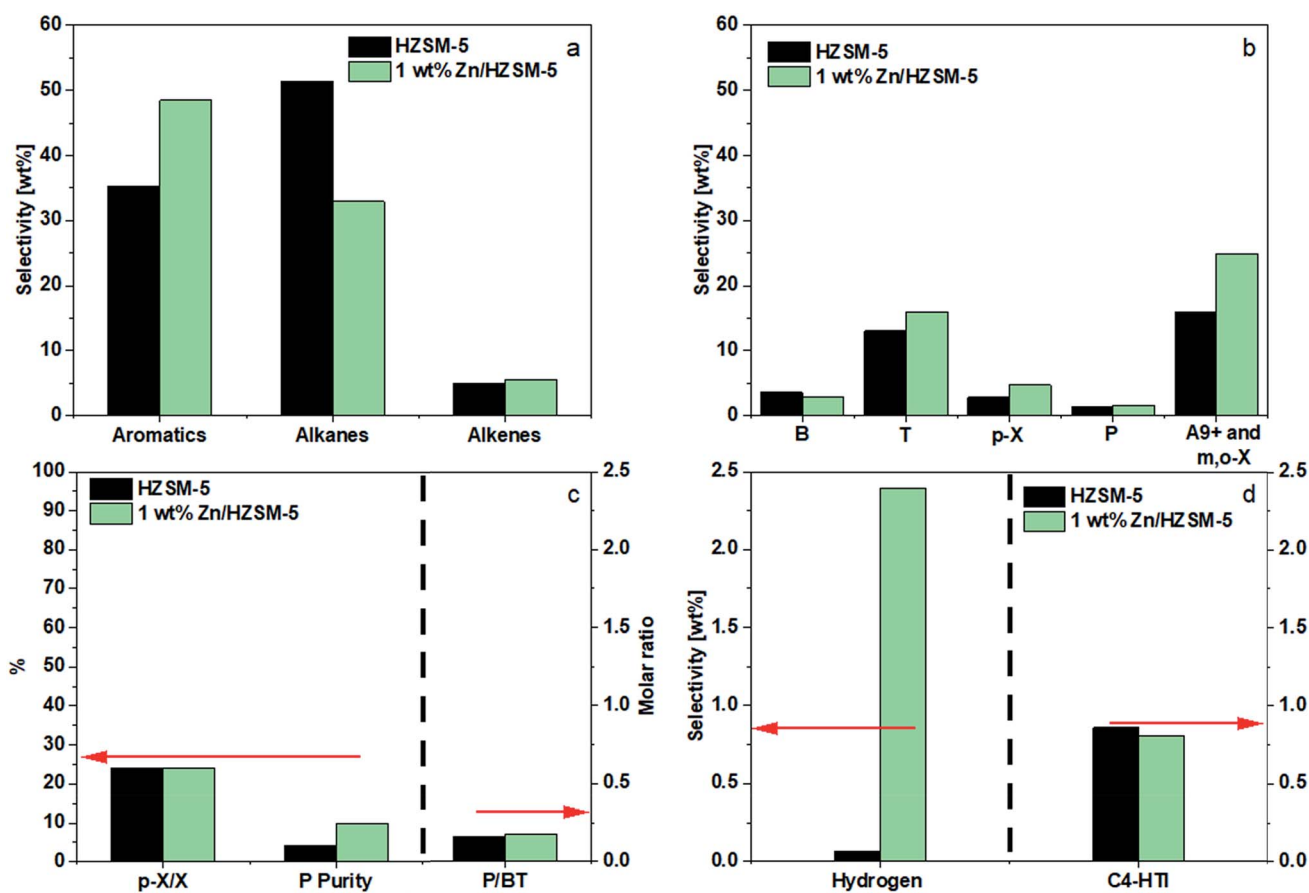 60
50
40
30
20
10
0
Selectivity [wt%]
HZSM-5
1 wt% Zn/HZSM-5
a
Aromatics Alkanes Alkenes
60
50
40
30
20
10
0
Selectivity [wt%]
HZSM-5
1 wt% Zn/HZSM-5
b
B T p-X P A9+ and
m,o-X
100
90
80
70
60
50
40
30
20
10
0
%
HZSM-5
1 wt% Zn/HZSM-5
c
2.5
2.0
1.5
1.0
0.5
0.0
Molar ratio
p-X/X P Purity P/BT
2.5
2.0
1.5
1.0
0.5
0.0
Selectivity [wt%]
HZSM-5
1 wt% Zn/HZSM-5
d
2.5
2.0
1.5
1.0
0.5
0.0
Hydrogen C4-HTI